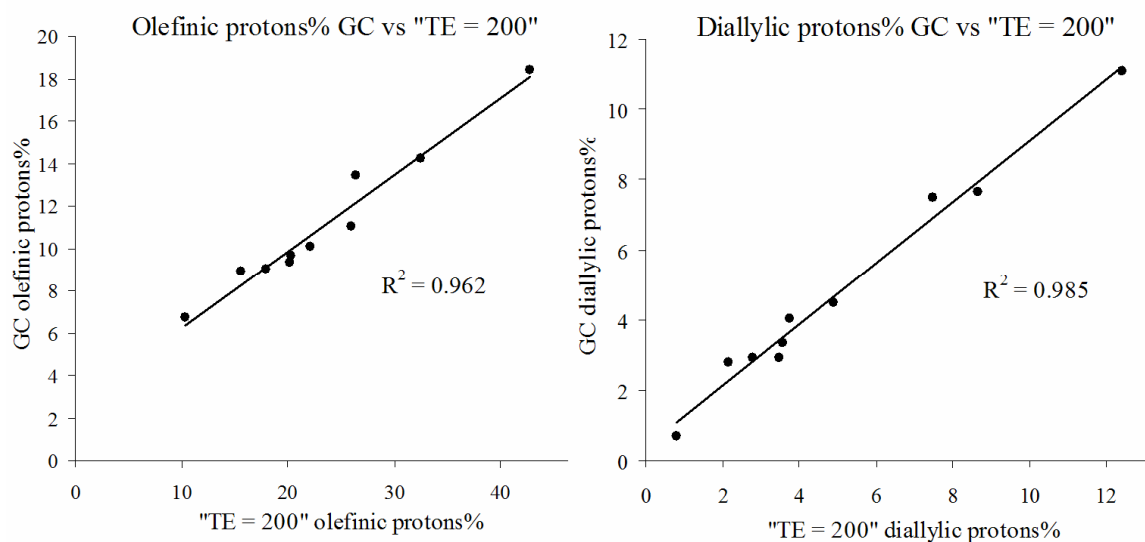 Olefinic protons% GC vs "TE = 200"
20
18
16
14
12
10
8
6
4
2
0
GC olefinic protons%
R² = 0.962
0 10 20 30 40
"TE = 200" olefinic protons%
Diallylic protons% GC vs "TE = 200"
12
10
8
6
4
2
0
GC diallylic protons%
R² = 0.985
0 2 4 6 8 10 12
"TE = 200" diallylic protons%